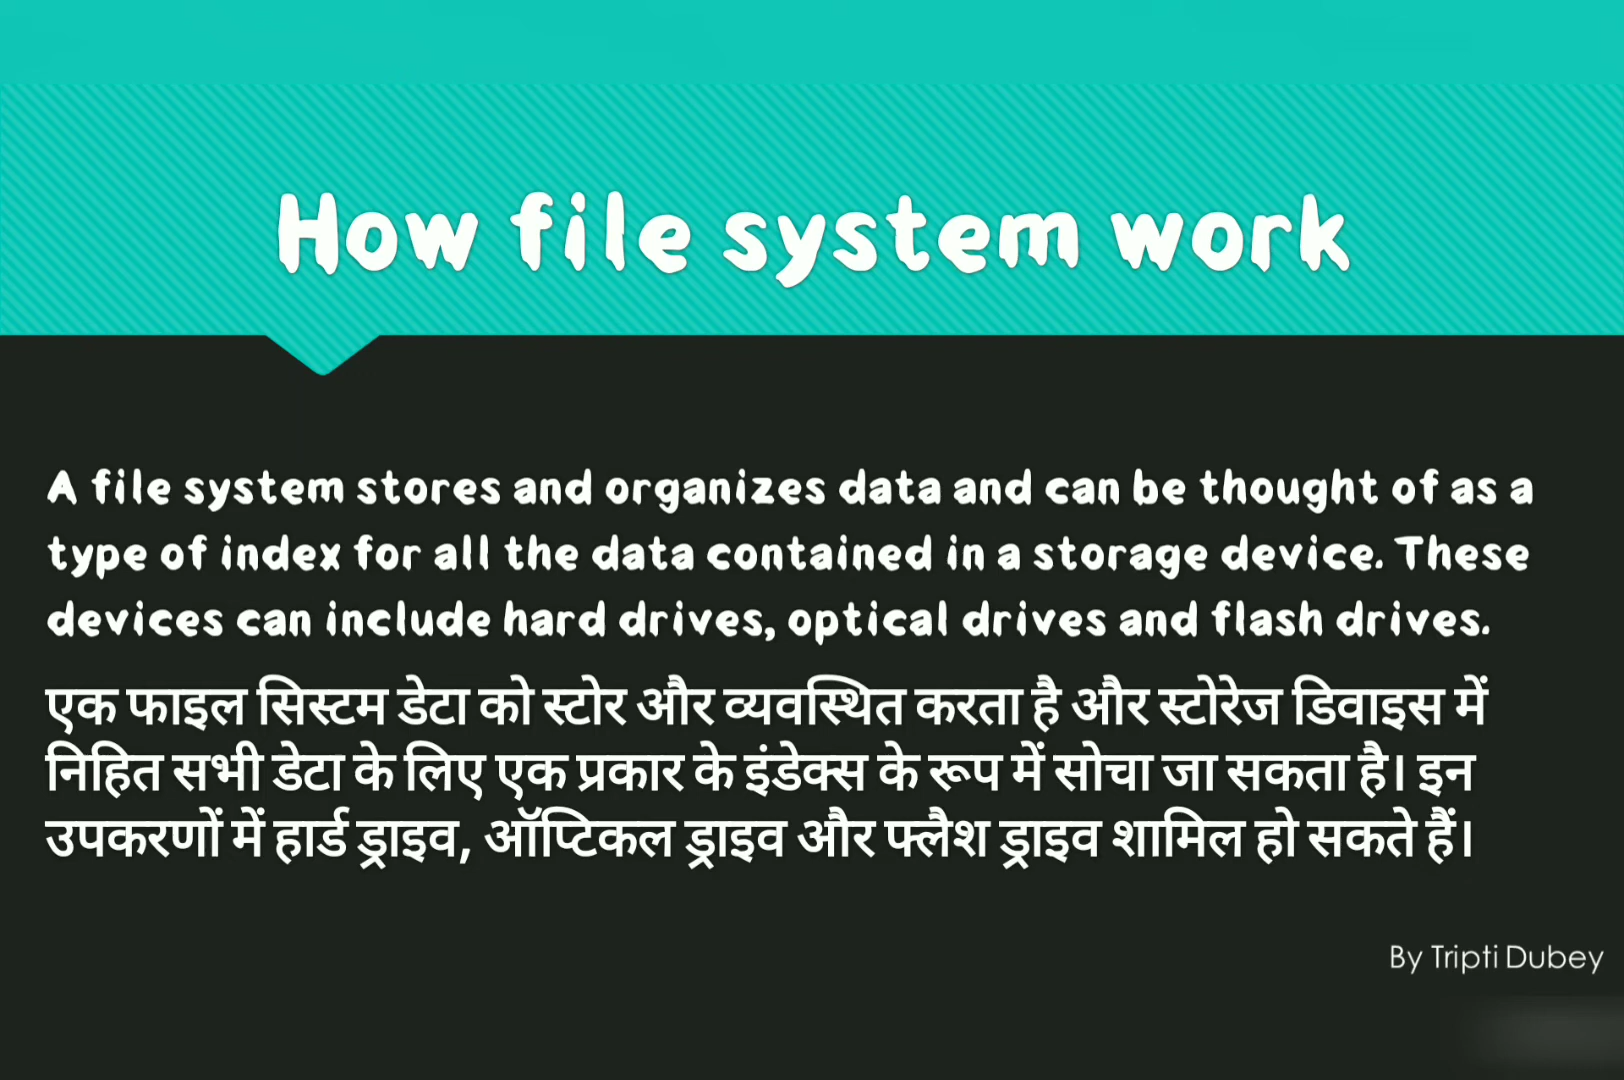 How file system work
A file system stores and organizes data and can be thought of as a
type of index for all the data contained in a storage device. These
devices can include hard drives, optical drives and flash drives.
एक फाइल सिस्टम डेटा को स्टोर और व्यवस्थित करता है और स्टोरेज डिवाइस में
निहित सभी डेटा के लिए एक प्रकार के इंडेक्स के रूप में सोचा जा सकता है। इन
उपकरणों में हार्ड ड्राइव, ऑप्टिकल ड्राइव और फ्लैश ड्राइव शामिल हो सकते हैं।
By Tripti Dubey